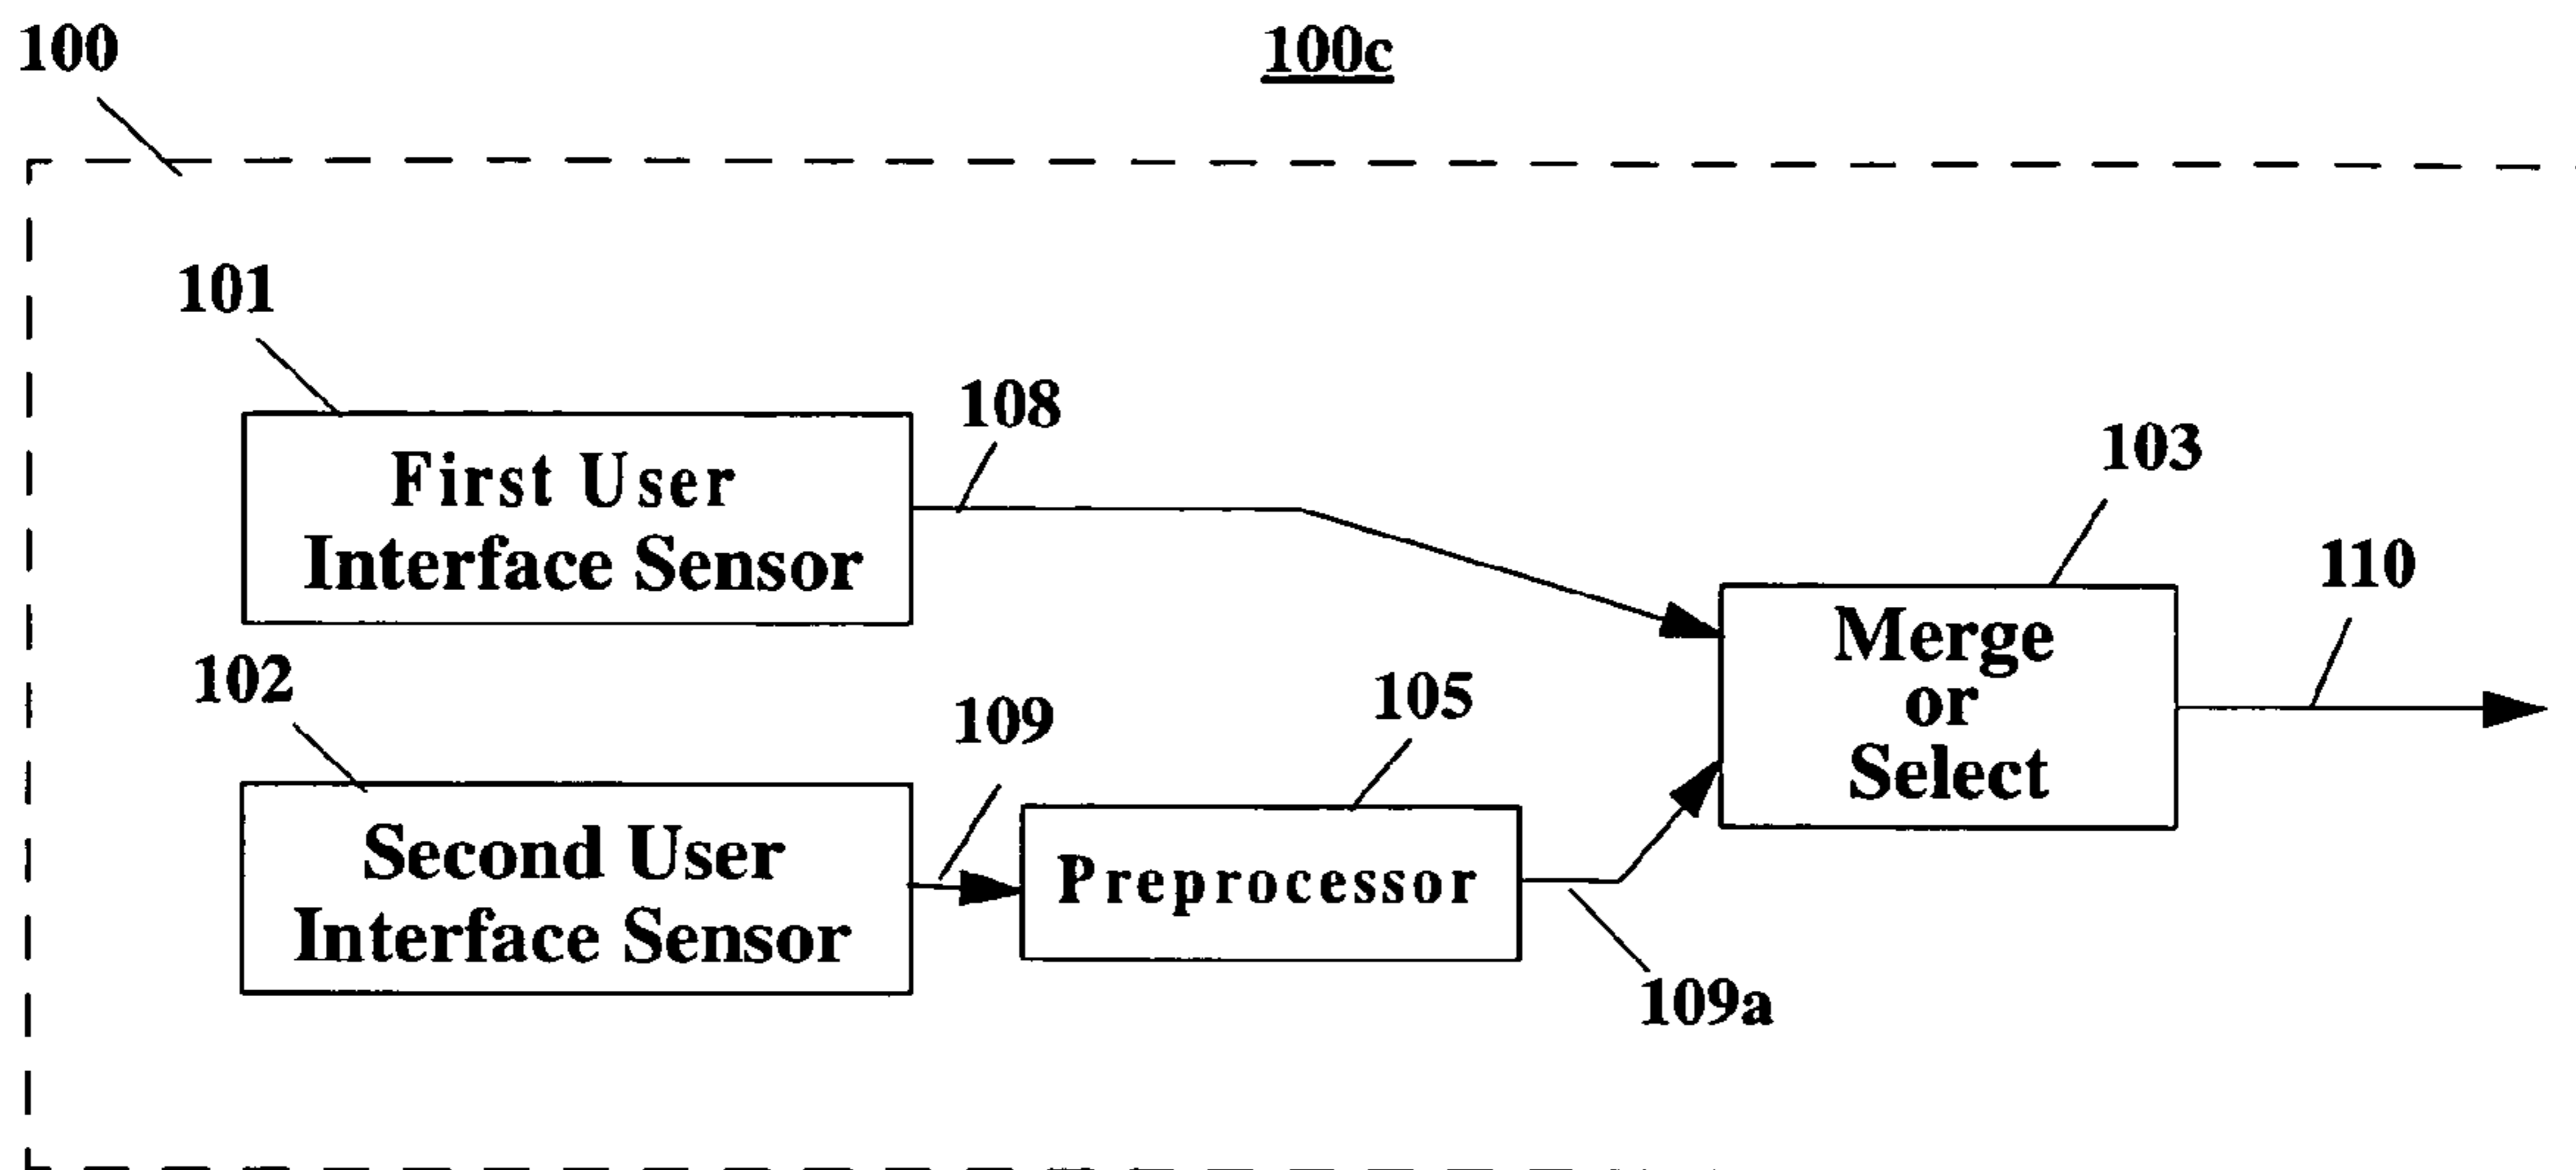 100
100c
101
First User
Interface Sensor
108
103
Merge
or
Select
110
102
Second User
Interface Sensor
109
105
Preprocessor
109a